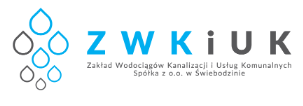 ZWKiUK
Zakład Wodociągów Kanalizacji i Usług Komunalnych
Spółka z o.o. w Świebodzinie